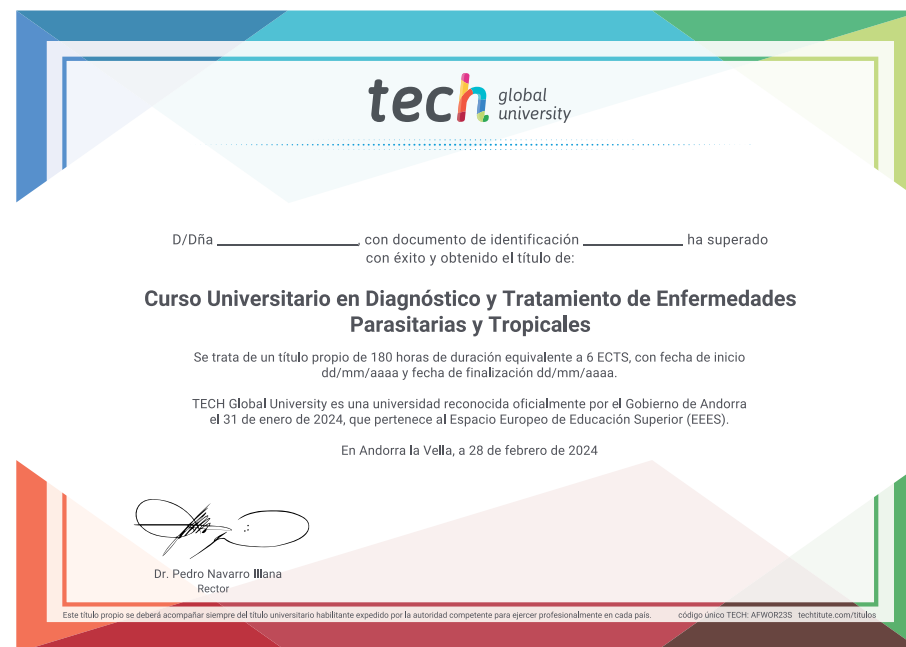 tech global university
D/Dña ____________________, con documento de identificación ______________ ha superado
con éxito y obtenido el título de:
Curso Universitario en Diagnóstico y Tratamiento de Enfermedades
Parasitarias y Tropicales
Se trata de un título propio de 180 horas de duración equivalente a 6 ECTS, con fecha de inicio
dd/mm/aaaa y fecha de finalización dd/mm/aaaa.
TECH Global University es una universidad reconocida oficialmente por el Gobierno de Andorra
el 31 de enero de 2024, que pertenece al Espacio Europeo de Educación Superior (EEES).
En Andorra la Vella, a 28 de febrero de 2024
Dr. Pedro Navarro Illana
Rector
Este título propio se deberá acompañar siempre del título universitario habilitante expedido por la autoridad competente para ejercer profesionalmente en cada país. código único TECH: AFWOR23S techtitute.com/titulos